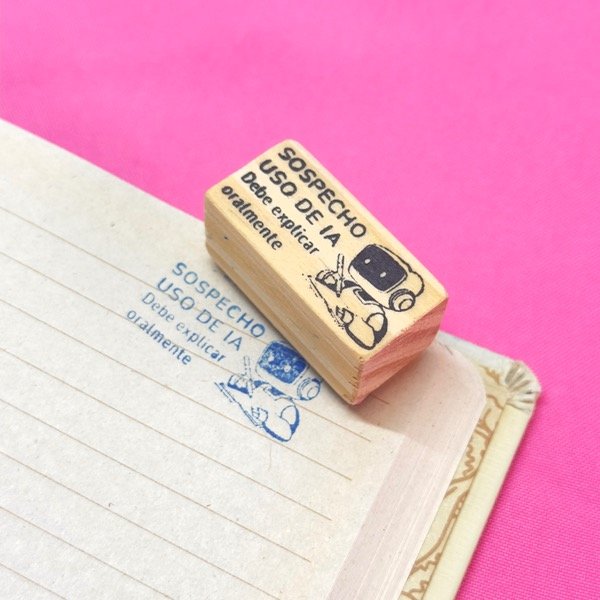 SOSPECHO
USO DE IA
Debe explicar
oralmente
SOSPECHO
USO DE IA
Debe explicar
oralmente